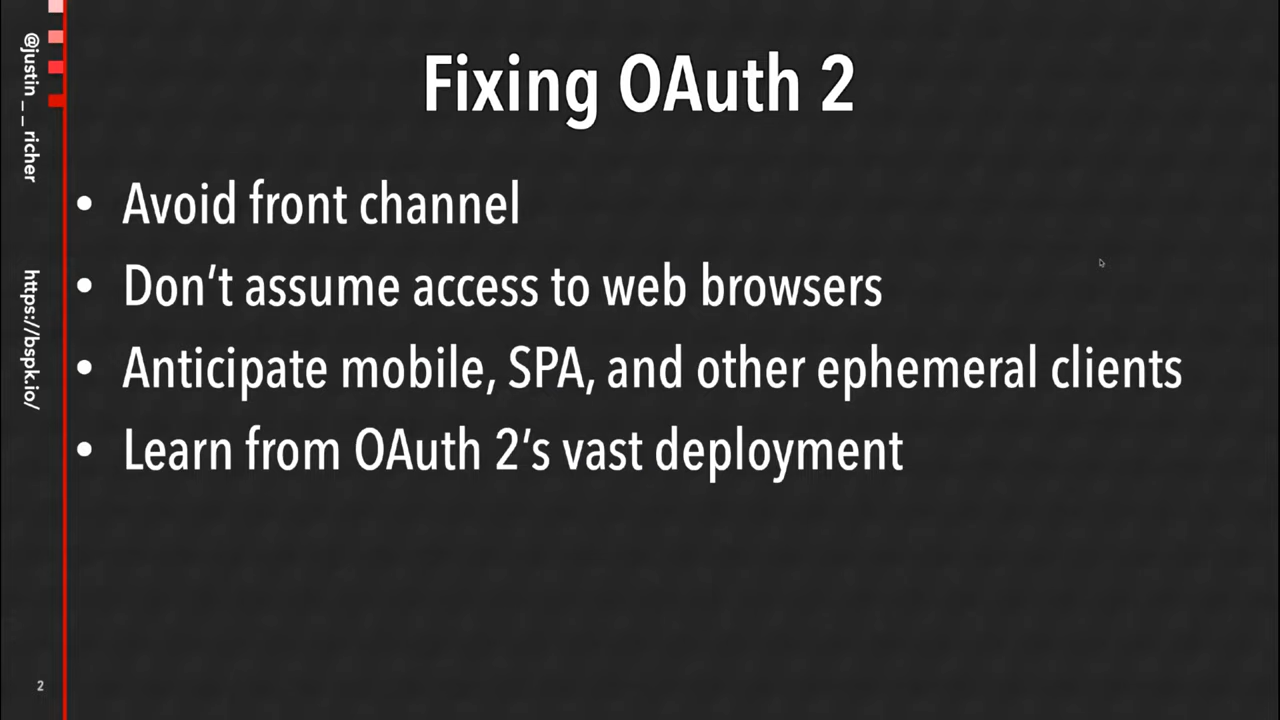 @justin__richer
https://bspk.io/
Fixing OAuth 2
• Avoid front channel
• Don’t assume access to web browsers
• Anticipate mobile, SPA, and other ephemeral clients
• Learn from OAuth 2’s vast deployment
2